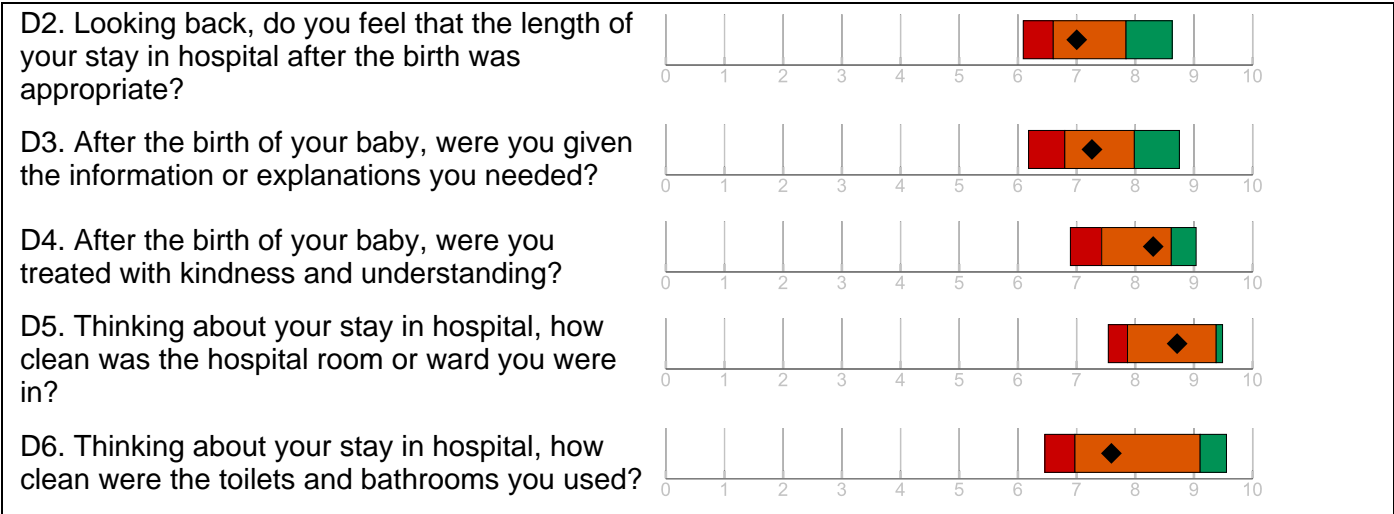 D2. Looking back, do you feel that the length of
your stay in hospital after the birth was
appropriate?
0 1 2 3 4 5 6 7 8 9 10
D3. After the birth of your baby, were you given
the information or explanations you needed?
0 1 2 3 4 5 6 7 8 9 10
D4. After the birth of your baby, were you
treated with kindness and understanding?
0 1 2 3 4 5 6 7 8 9 10
D5. Thinking about your stay in hospital, how
clean was the hospital room or ward you were
in?
0 1 2 3 4 5 6 7 8 9 10
D6. Thinking about your stay in hospital, how
clean were the toilets and bathrooms you used?
0 1 2 3 4 5 6 7 8 9 10